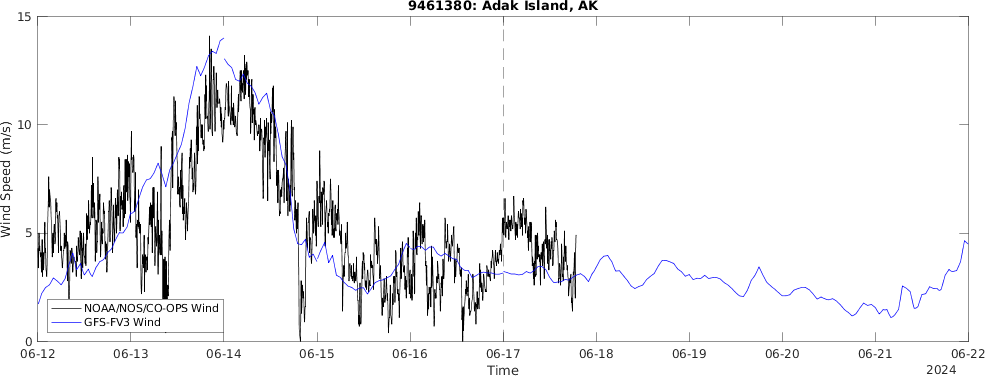 9461380: Adak Island, AK
15
10
5
0
Wind Speed (m/s)
NOAA/NOS/CO-OPS Wind
GFS-FV3 Wind
06-12 06-13 06-14 06-15 06-16 06-17 06-18 06-19 06-20 06-21 06-22
Time
2024